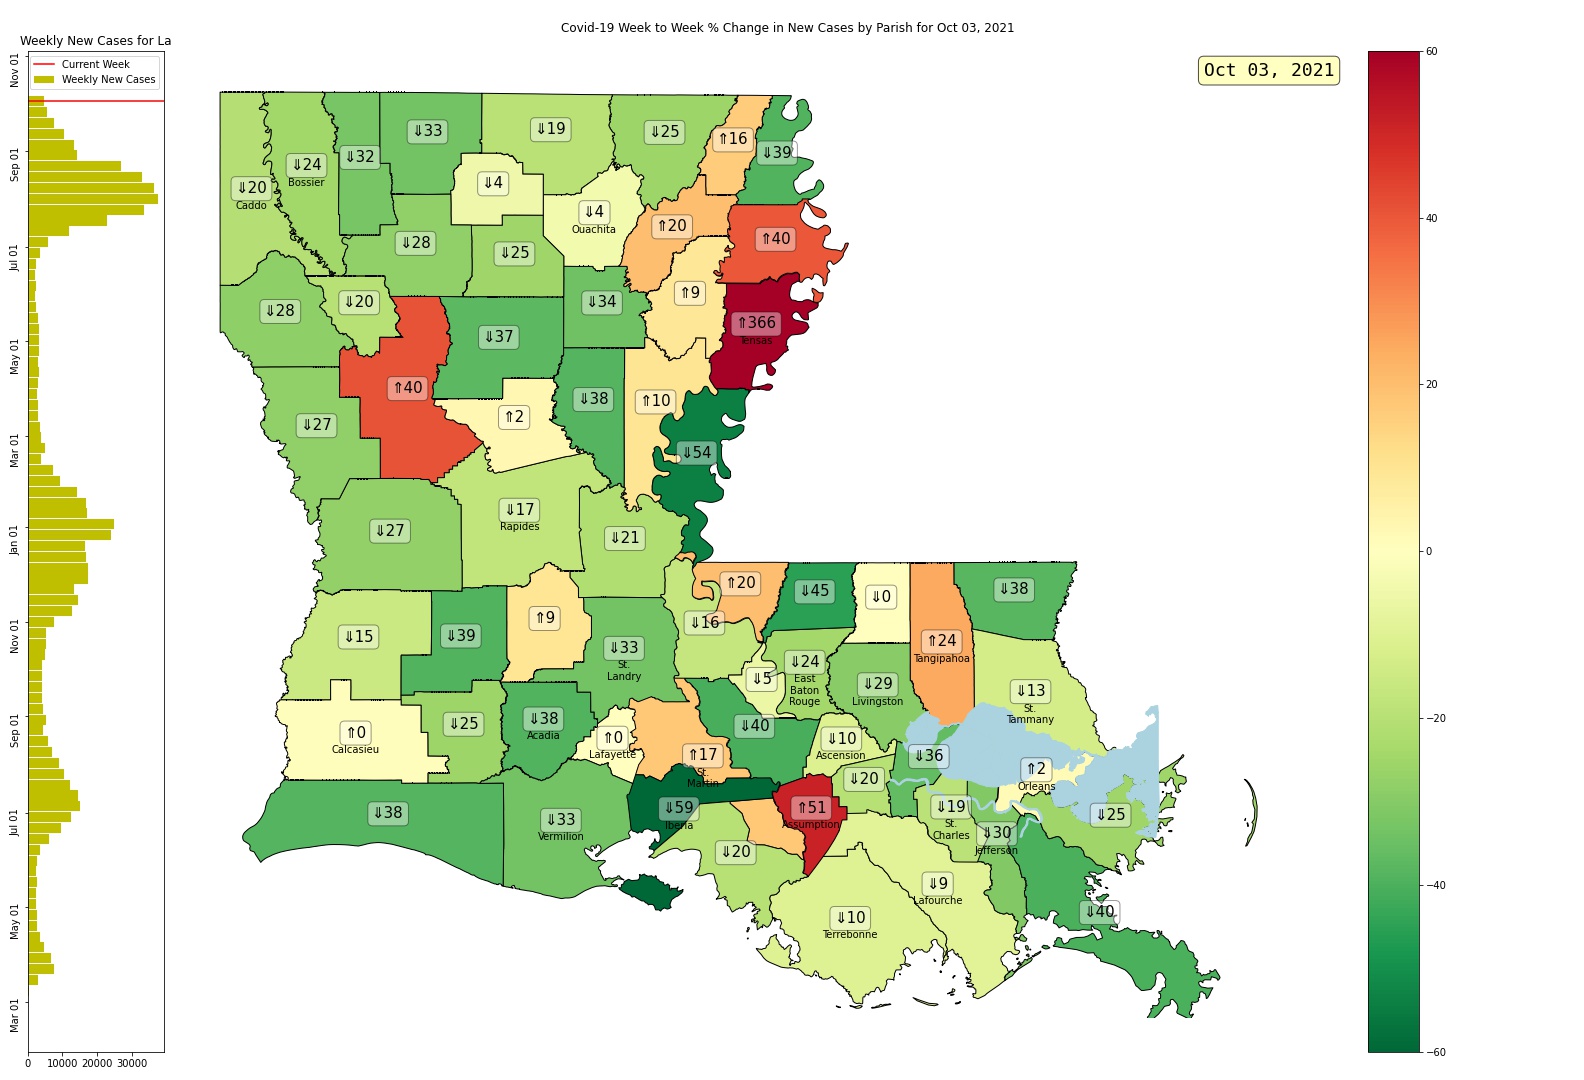 Covid-19 Week to Week % Change in New Cases by Parish for Oct 03, 2021
Weekly New Cases for La
Current Week
Weekly New Cases
Nov 01
Sep 01
Jul 01
May 01
Mar 01
Jan 01
Nov 01
Sep 01
Jul 01
May 01
Mar 01
0 10000 20000 30000
Oct 03, 2021
⇓20
Caddo
⇓24
Bossier
⇓32
⇓33
⇓19
⇓25
⇑16
⇓39
⇓4
⇓4
Ouachita
⇑20
⇑40
⇓28
⇓25
⇓28
⇓20
⇓34
⇑9
⇑366
Tensas
⇓37
⇑40
⇓27
⇑2
⇓38
⇑10
⇓54
⇓17
Rapides
⇓27
⇓21
⇑20
⇓45
⇓0
⇓38
⇓15
⇓39
⇑9
⇓33
St.
Landry
⇓16
⇑24
Tangipahoa
⇓5
⇓24
East
Baton
Rouge
⇓29
Livingston
⇓13
St.
Tammany
⇑0
Calcasieu
⇓25
⇓38
Acadia
⇑0
Lafayette
⇑17
St.
Martin
⇓40
⇓10
Ascension
⇓36
⇑2
Orleans
⇓20
⇓38
⇓33
Vermilion
⇓59
Iberia
⇑51
Assumption
⇓19
St.
Charles
⇓25
⇓30
Jefferson
⇓20
⇓9
Lafourche
⇓10
Terrebonne
⇓40
60
40
20
0
−20
−40
−60